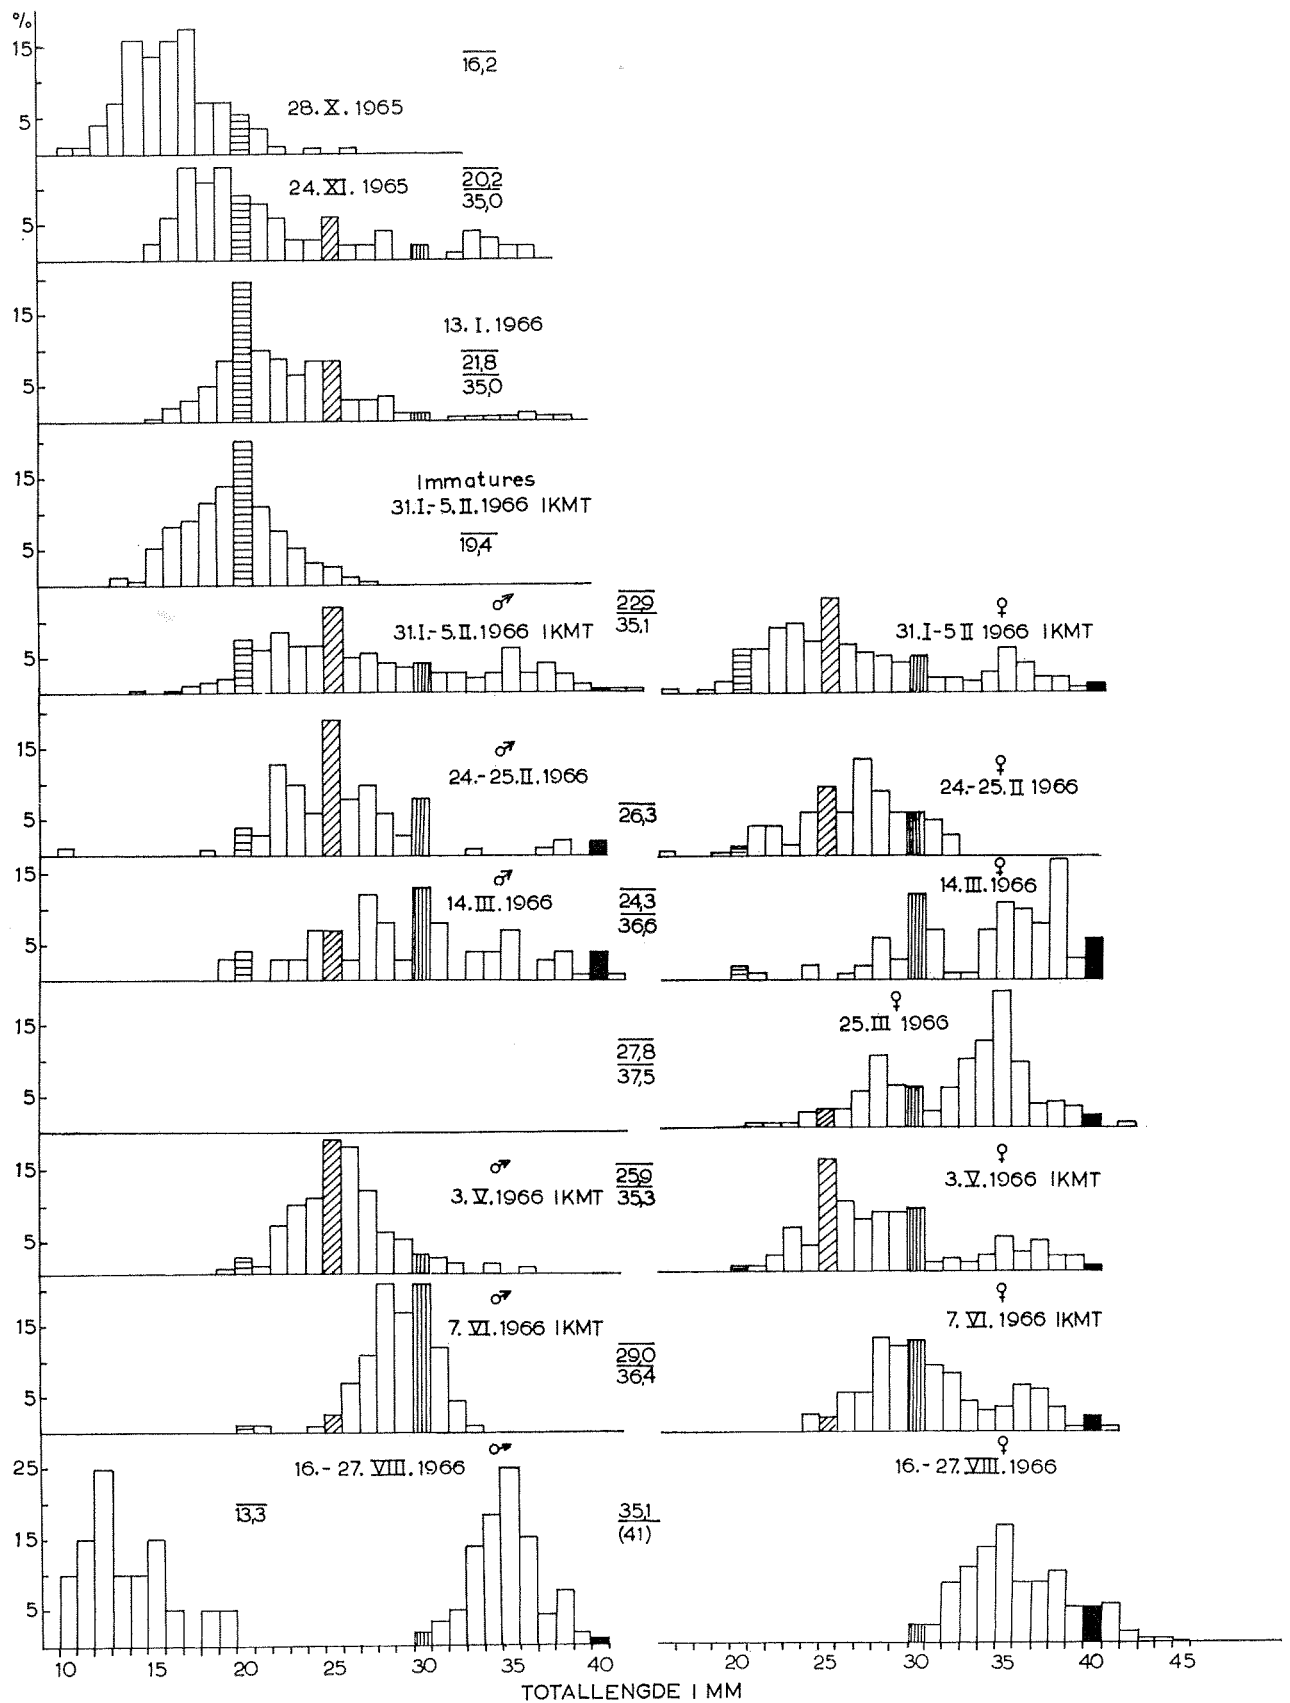 %
15
5
16,2
28.X.1965
5
24.XI.1965
20,2
35,0
15
5
13.I.1966
21,8
35,0
15
5
Immatures
31.I.-5.II.1966 IKMT
19,4
5
♂
31.I.-5.II.1966 IKMT
22,9
35,1
♀
31.I-5 II 1966 IKMT
15
5
♂
24.-25.II.1966
26,3
♀
24.-25.II 1966
15
5
♂
14.III.1966
24,3
36,6
♀
14.III.1966
15
5
27,8
37,5
♀
25.III 1966
15
5
♂
3.V.1966 IKMT
25,9
35,3
♀
3.V.1966 IKMT
15
5
♂
7.VI.1966 IKMT
29,0
36,4
♀
7.VI.1966 IKMT
25
15
5
♂
16.-27.VIII.1966
13,3
35,1
(41)
♀
16.-27.VIII.1966
10 15 20 25 30 35 40 20 25 30 35 40 45
TOTALLENGDE I MM